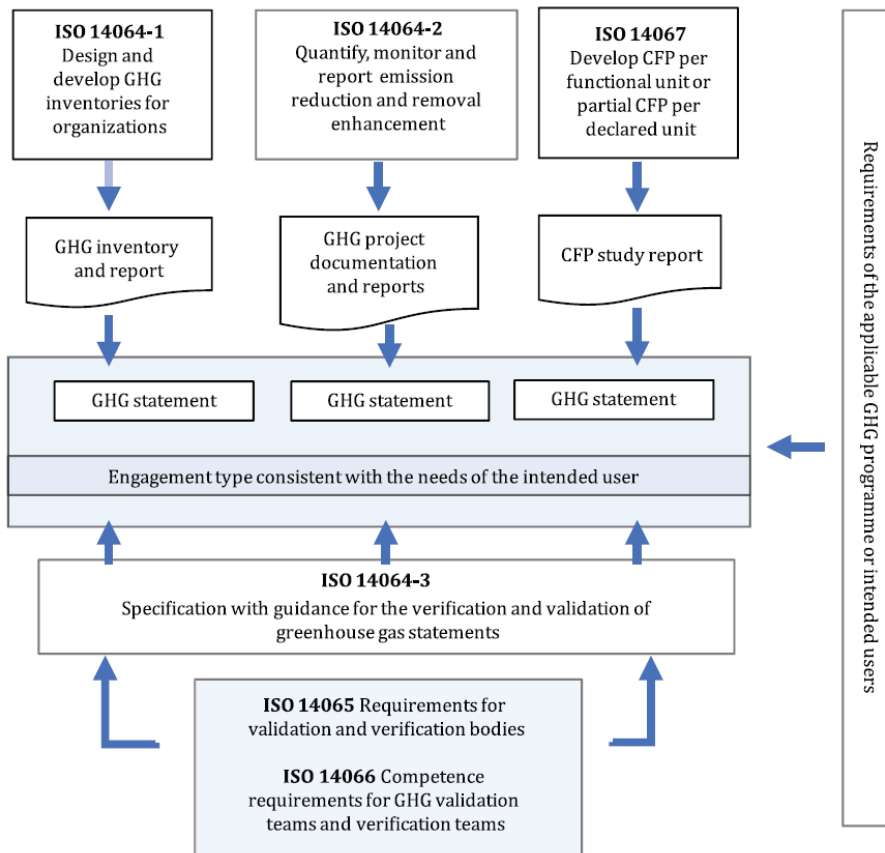 ISO 14064-1
Design and
develop GHG
inventories for
organizations
ISO 14064-2
Quantify, monitor and
report emission
reduction and removal
enhancement
ISO 14067
Develop CFP per
functional unit or
partial CFP per
declared unit
GHG inventory
and report
GHG project
documentation
and reports
CFP study report
GHG statement
GHG statement
GHG statement
Engagement type consistent with the needs of the intended user
ISO 14064-3
Specification with guidance for the verification and validation of
greenhouse gas statements
ISO 14065 Requirements for
validation and verification bodies
ISO 14066 Competence
requirements for GHG validation
teams and verification teams
Requirements of the applicable GHG programme or intended users